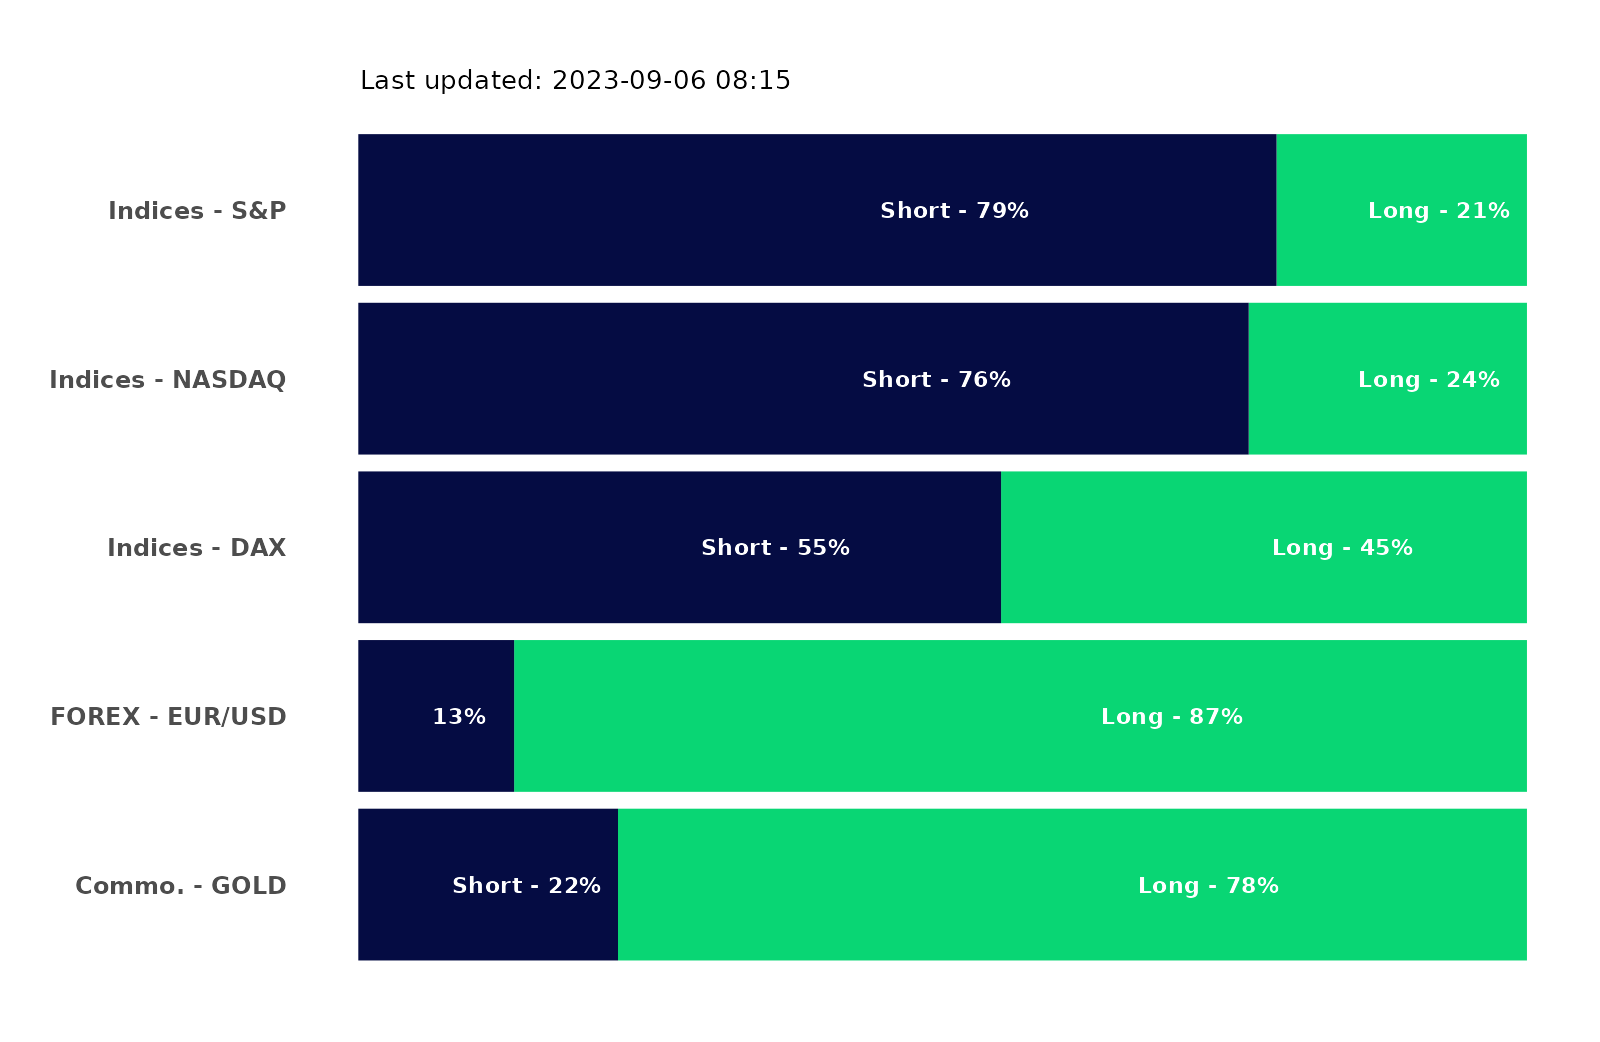 Last updated: 2023-09-06 08:15
Indices - S&P Short - 79% Long - 21%
Indices - NASDAQ Short - 76% Long - 24%
Indices - DAX Short - 55% Long - 45%
FOREX - EUR/USD 13% Long - 87%
Commo. - GOLD Short - 22% Long - 78%